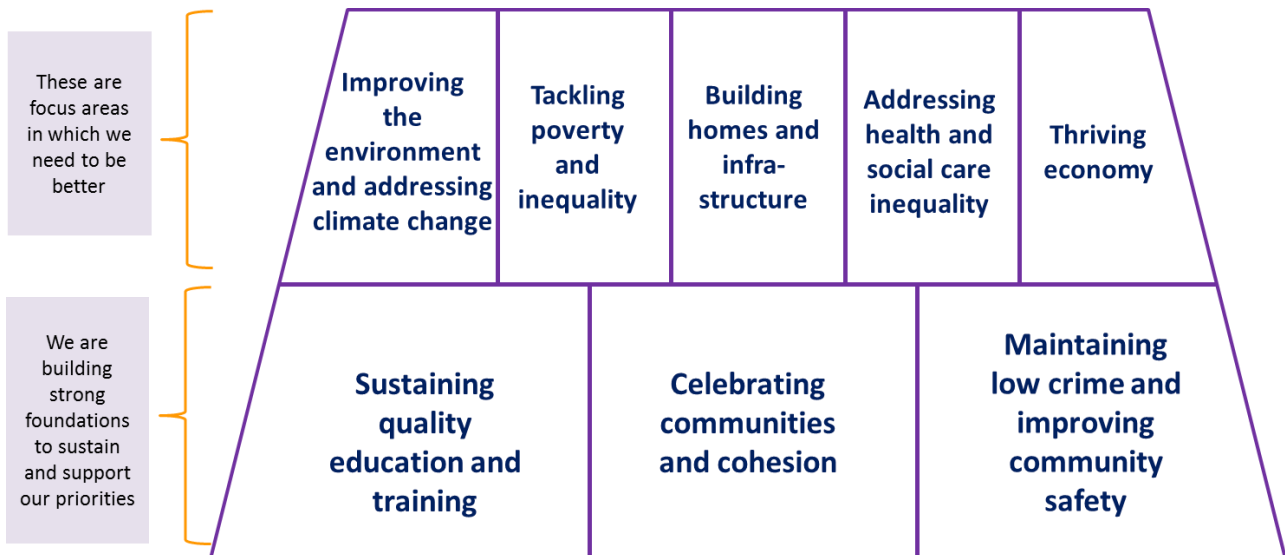 These are
focus areas
in which we
need to be
better
Improving
the
environment
and addressing
climate change
Tackling
poverty
and
inequality
Building
homes and
infra-
structure
Addressing
health and
social care
inequality
Thriving
economy
We are
building
strong
foundations
to sustain
and support
our priorities
Sustaining
quality
education and
training
Celebrating
communities
and cohesion
Maintaining
low crime and
improving
community
safety